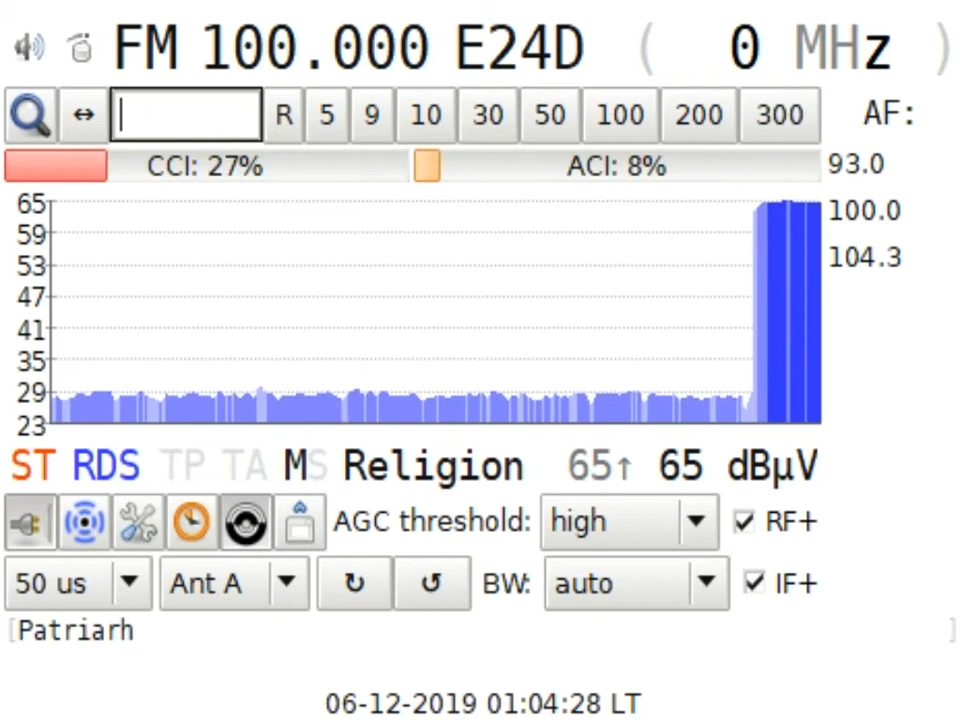 FM 100.000 E24D ( 0 MHz )
R 5 9 10 30 50 100 200 300 AF:
CCI: 27% ACI: 8% 93.0
65 100.0
59
53 104.3
47
41
35
29
23
ST RDS TP TA MS Religion 65↑ 65 dBµV
AGC threshold: high RF+
50 us Ant A ↻ ↺ BW: auto IF+
[Patriarh ]
06-12-2019 01:04:28 LT